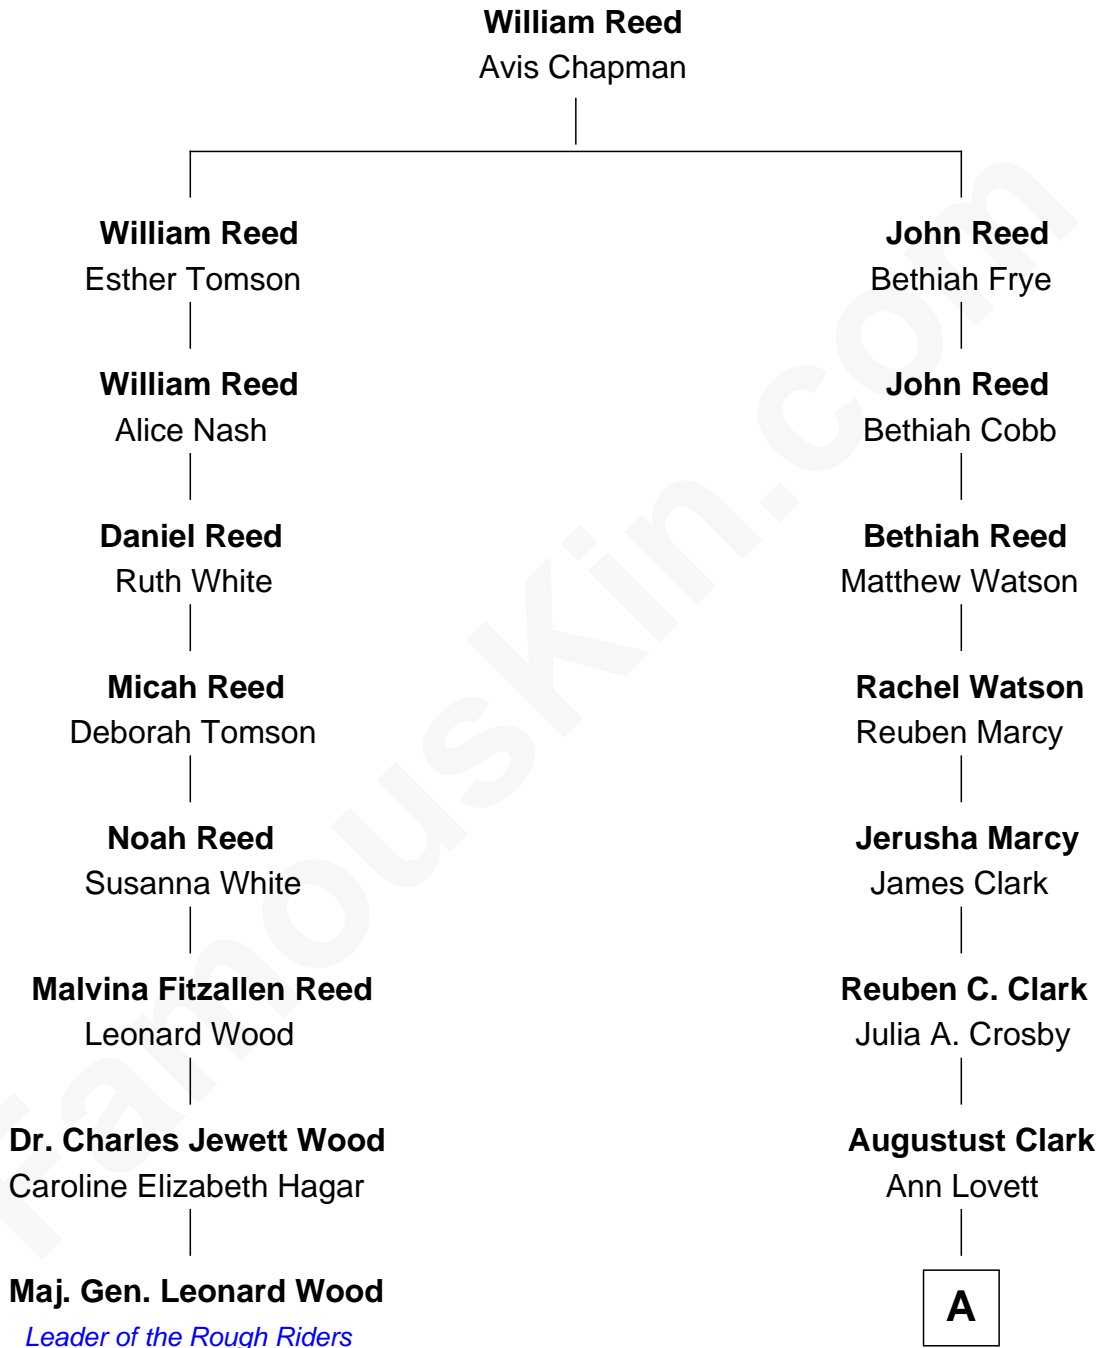 William Reed
Avis Chapman
William Reed
Esther Tomson
John Reed
Bethiah Frye
William Reed
Alice Nash
John Reed
Bethiah Cobb
Daniel Reed
Ruth White
Bethiah Reed
Matthew Watson
Micah Reed
Deborah Tomson
Rachel Watson
Reuben Marcy
Noah Reed
Susanna White
Jerusha Marcy
James Clark
Malvina Fitzallen Reed
Leonard Wood
Reuben C. Clark
Julia A. Crosby
Dr. Charles Jewett Wood
Caroline Elizabeth Hagar
Augustust Clark
Ann Lovett
Maj. Gen. Leonard Wood
Leader of the Rough Riders
A
FamousKin.com